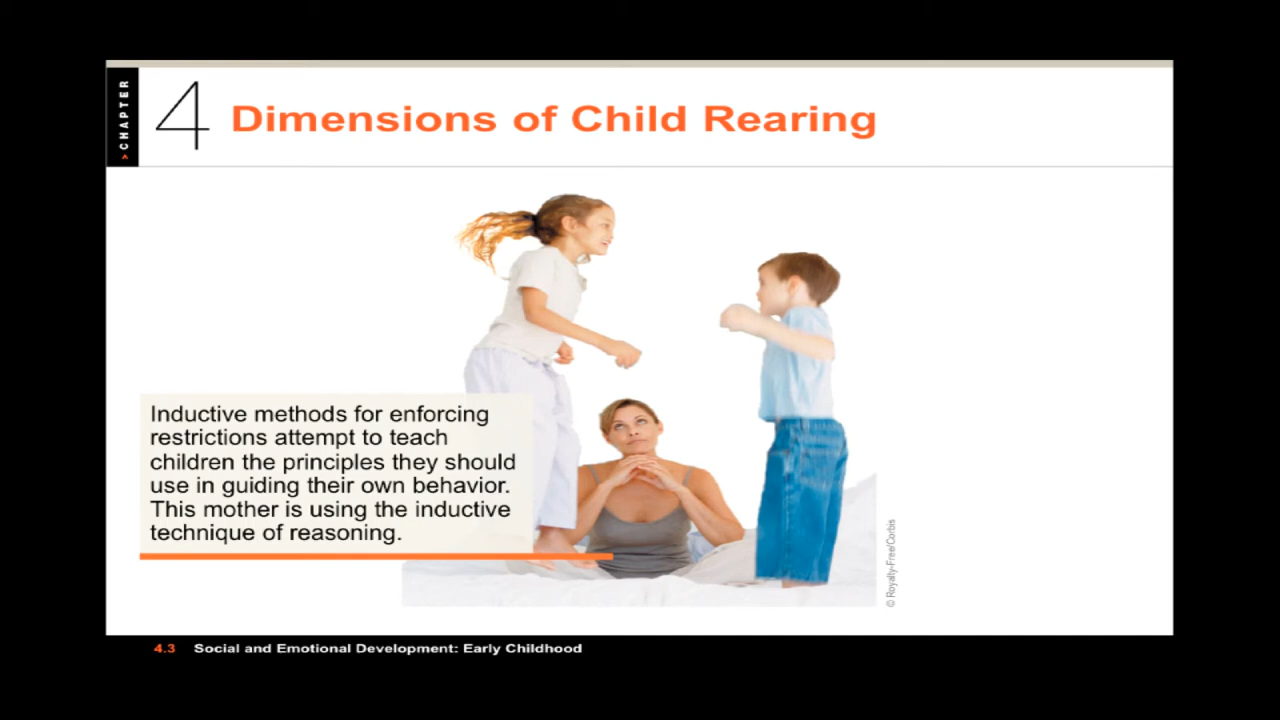 > CHAPTER
4
Dimensions of Child Rearing
Inductive methods for enforcing
restrictions attempt to teach
children the principles they should
use in guiding their own behavior.
This mother is using the inductive
technique of reasoning.
© Royalty-Free/Corbis
4.3 Social and Emotional Development: Early Childhood